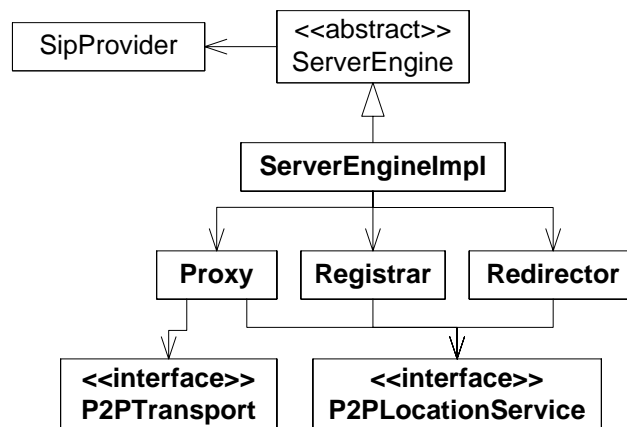 SipProvider
<<abstract>>
ServerEngine
ServerEngineImpl
Proxy
Registrar
Redirector
<<interface>>
P2PTransport
<<interface>>
P2PLocationService